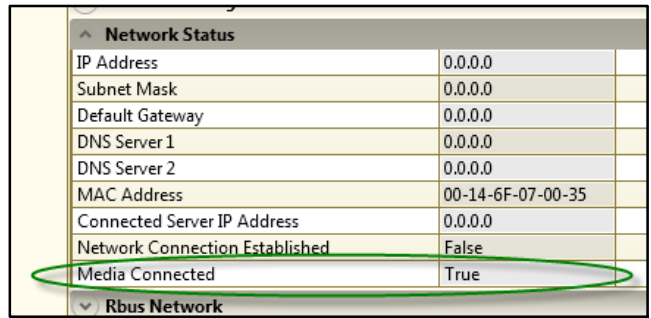 Network Status
IP Address 0.0.0.0
Subnet Mask 0.0.0.0
Default Gateway 0.0.0.0
DNS Server 1 0.0.0.0
DNS Server 2 0.0.0.0
MAC Address 00-14-6F-07-00-35
Connected Server IP Address 0.0.0.0
Network Connection Established False
Media Connected True
Rbus Network